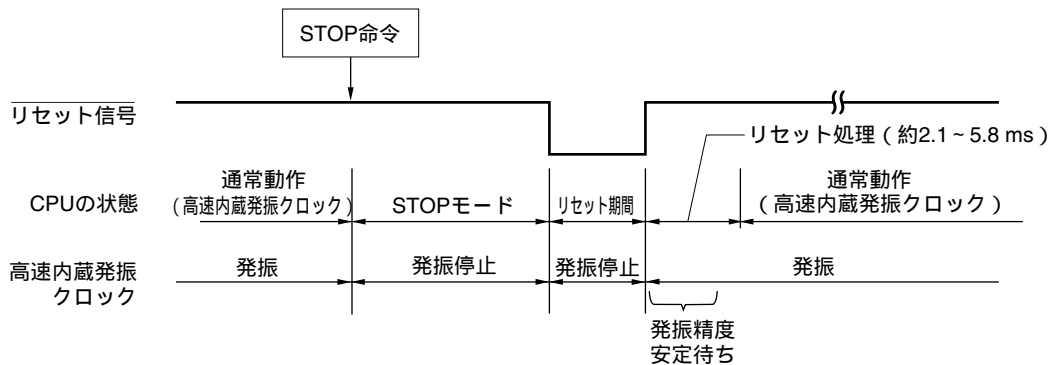 STOP命令
リセット信号
リセット処理（約2.1～5.8 ms）
CPUの状態
通常動作
（高速内蔵発振クロック）
STOPモード
リセット期間
通常動作
（高速内蔵発振クロック）
高速内蔵発振
クロック
発振
発振停止
発振停止
発振
発振精度
安定待ち